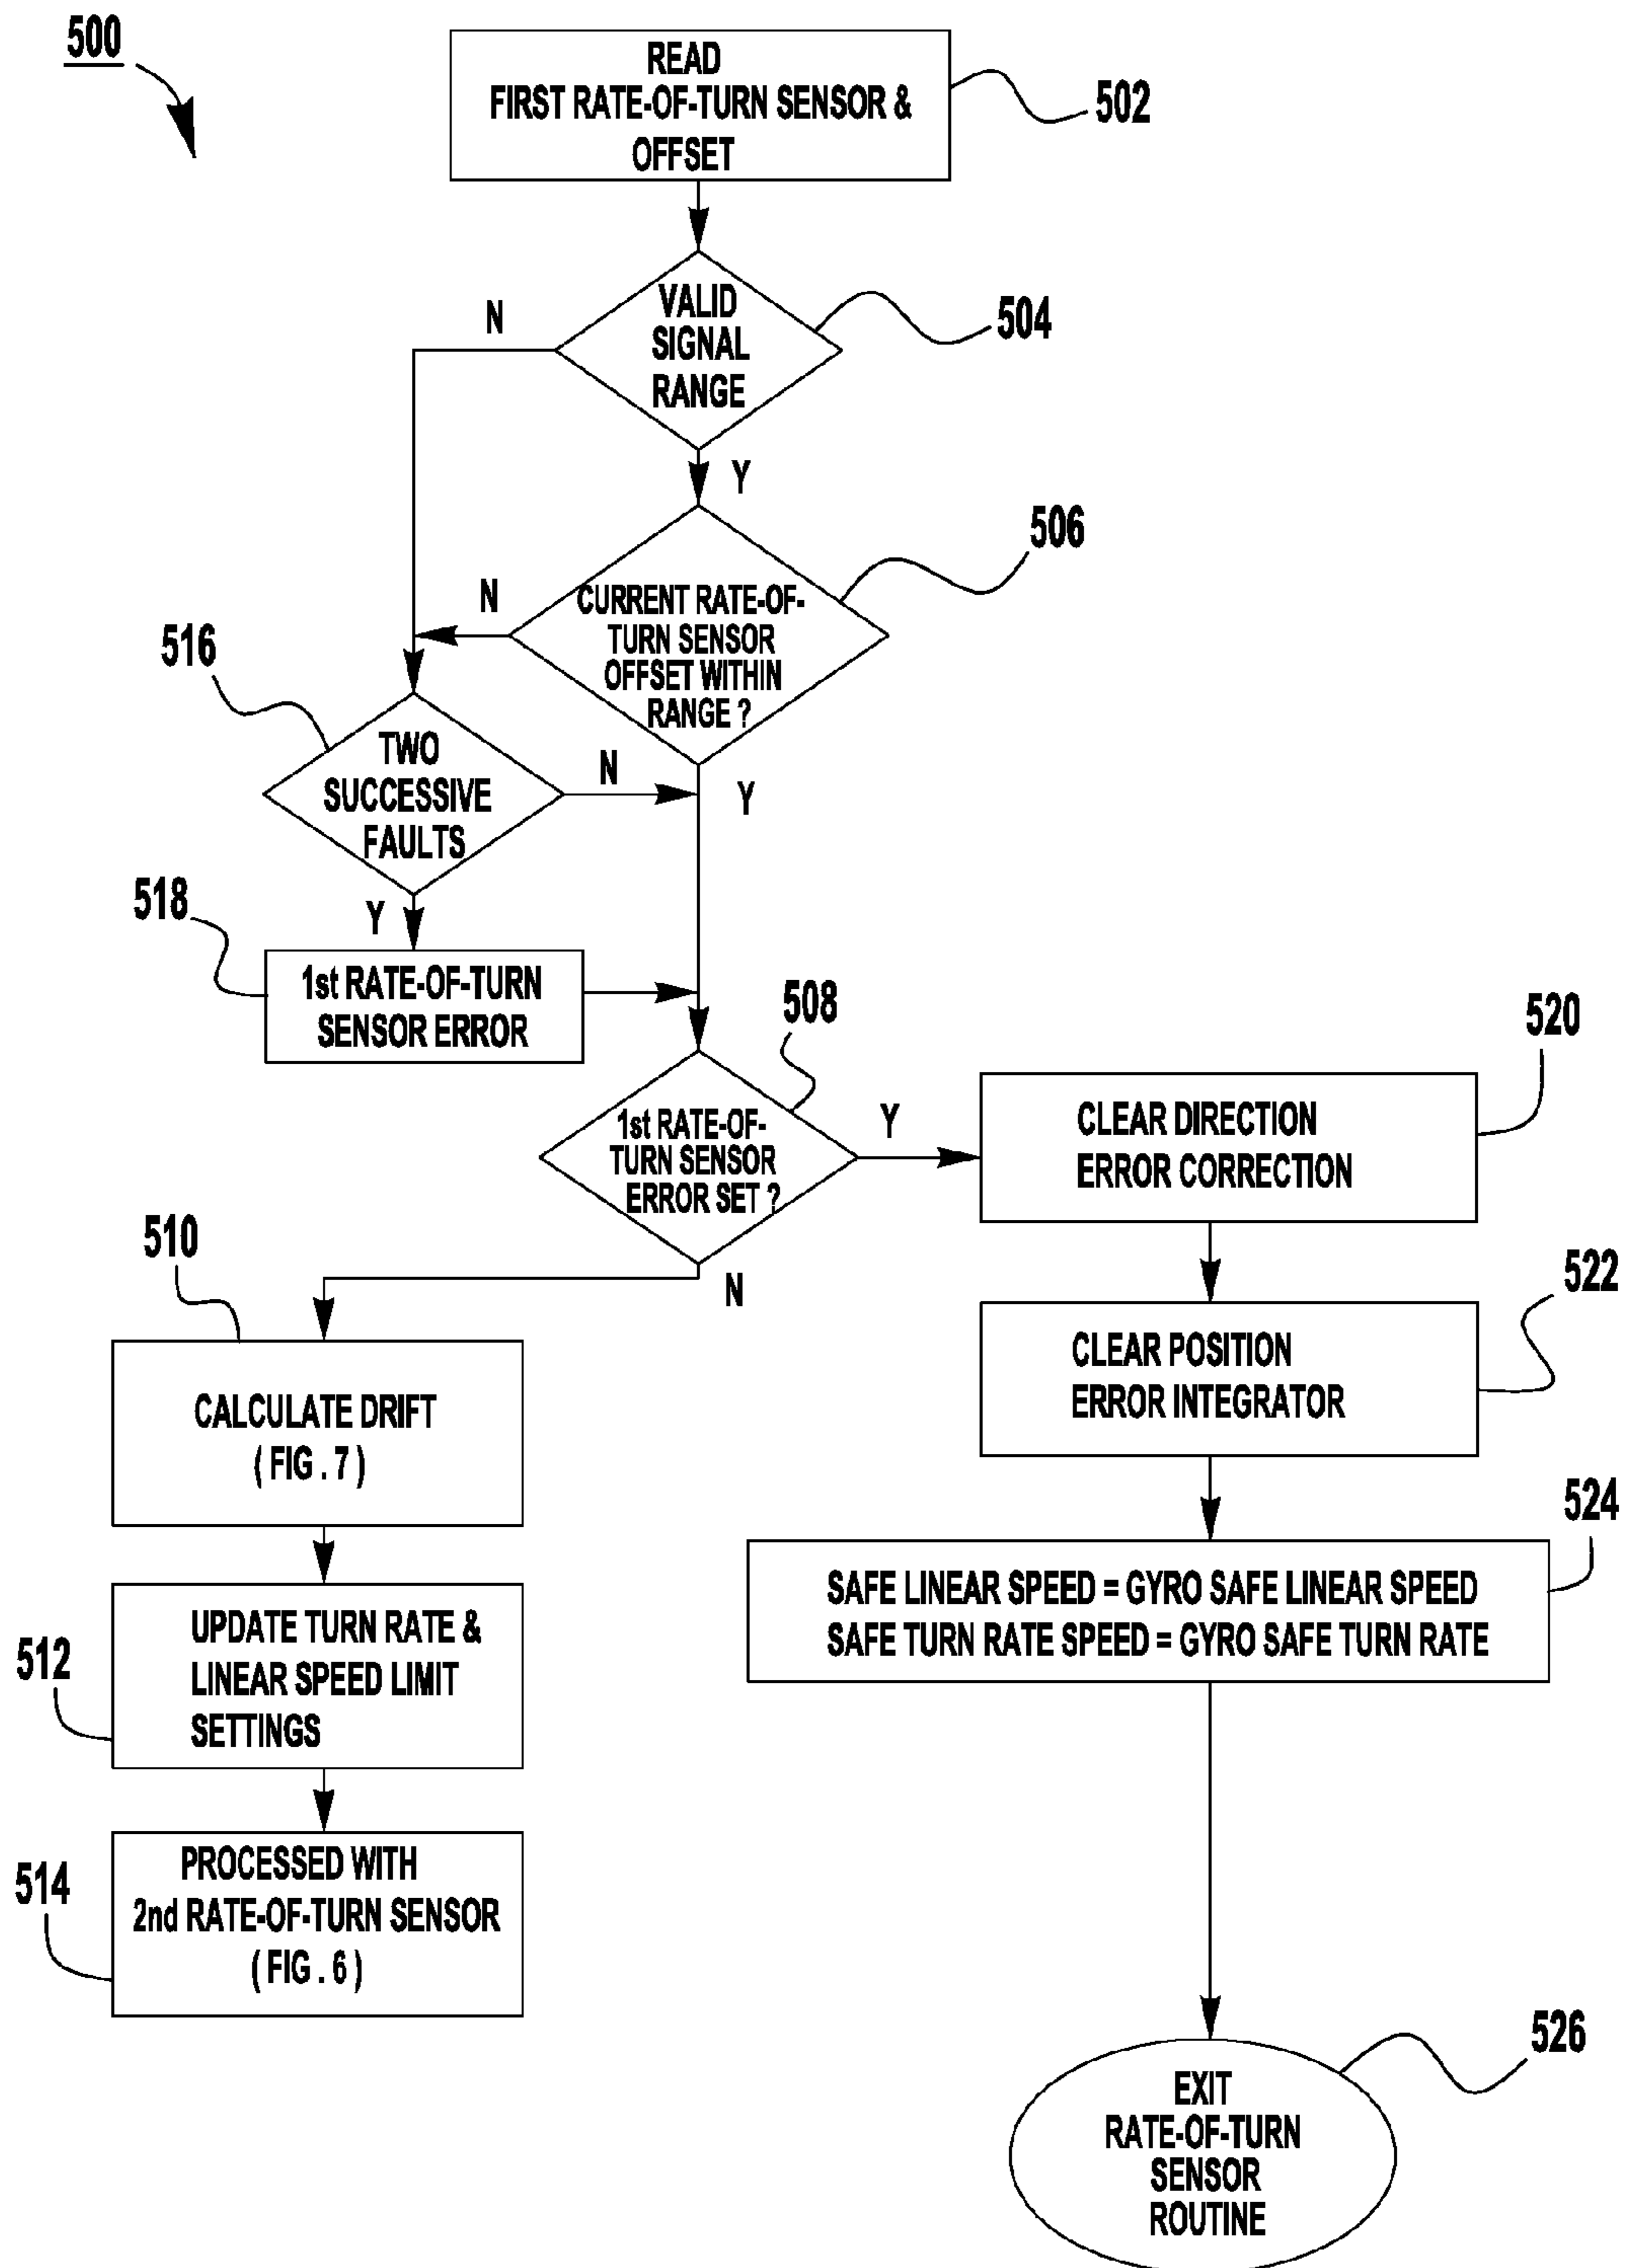 500
READ
FIRST RATE-OF-TURN SENSOR &
OFFSET
502
VALID
SIGNAL
RANGE
504
N
Y
CURRENT RATE-OF-
TURN SENSOR
OFFSET WITHIN
RANGE ?
506
N
Y
516
TWO
SUCCESSIVE
FAULTS
N
Y
518
1st RATE-OF-TURN
SENSOR ERROR
508
1st RATE-OF-
TURN SENSOR
ERROR SET ?
Y
N
520
CLEAR DIRECTION
ERROR CORRECTION
510
CALCULATE DRIFT
( FIG . 7 )
522
CLEAR POSITION
ERROR INTEGRATOR
512
UPDATE TURN RATE &
LINEAR SPEED LIMIT
SETTINGS
524
SAFE LINEAR SPEED = GYRO SAFE LINEAR SPEED
SAFE TURN RATE SPEED = GYRO SAFE TURN RATE
514
PROCESSED WITH
2nd RATE-OF-TURN SENSOR
( FIG . 6 )
526
EXIT
RATE-OF-TURN
SENSOR
ROUTINE